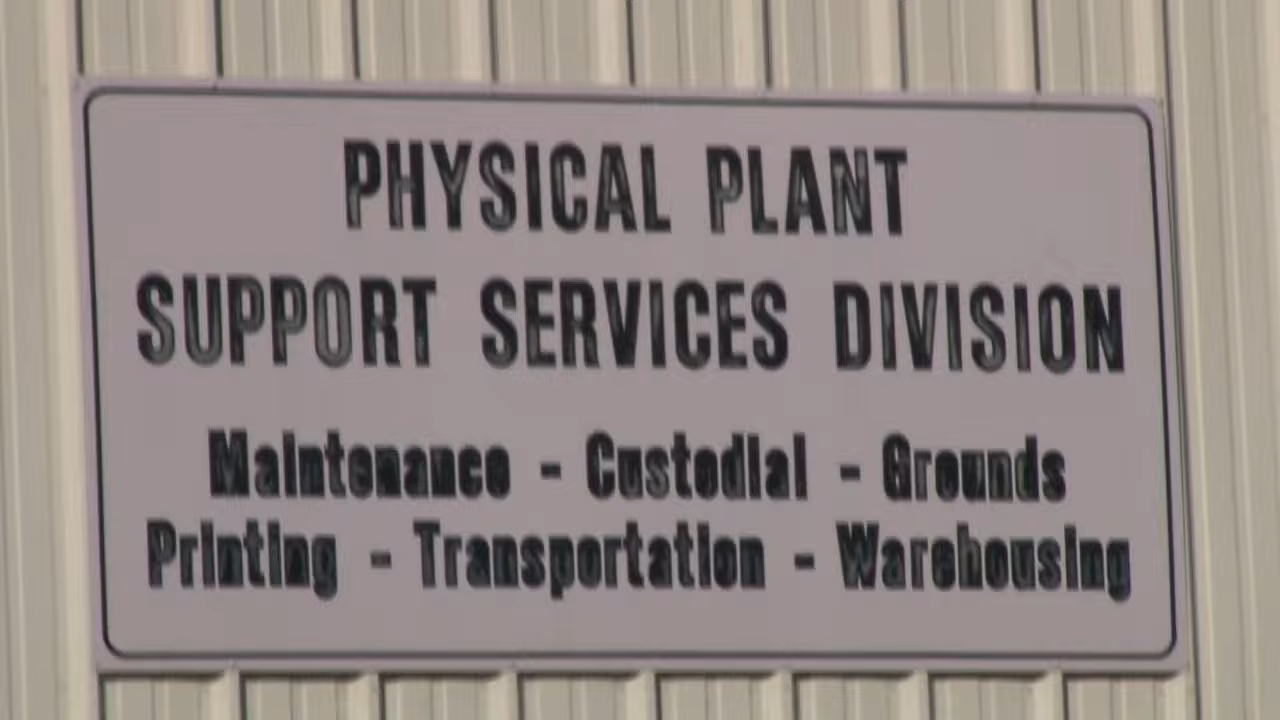 PHYSICAL PLANT
SUPPORT SERVICES DIVISION
Maintenance - Custodial - Grounds
Printing - Transportation - Warehousing